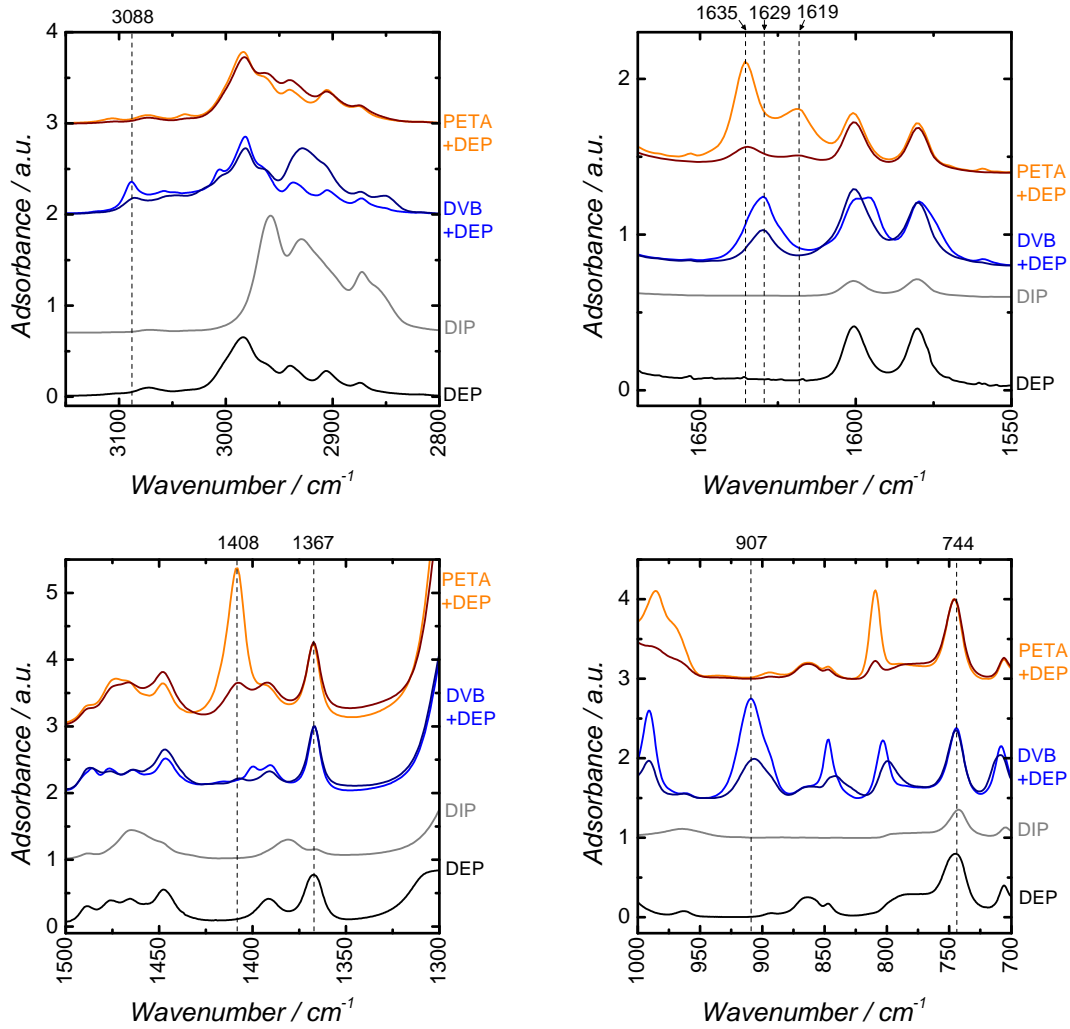 3088
4
3
2
1
0
Adsorbance / a.u.
PETA
+DEP
DVB
+DEP
DIP
DEP
3100
3000
2900
2800
Wavenumber / cm-1
1635
1629
1619
2
1
0
Adsorbance / a.u.
PETA
+DEP
DVB
+DEP
DIP
DEP
1650
1600
1550
Wavenumber / cm-1
1408
1367
5
4
3
2
1
0
Adsorbance / a.u.
PETA
+DEP
DVB
+DEP
DIP
DEP
1500
1450
1400
1350
1300
Wavenumber / cm-1
907
744
4
3
2
1
0
Adsorbance / a.u.
PETA
+DEP
DVB
+DEP
DIP
DEP
1000
950
900
850
800
750
700
Wavenumber / cm-1